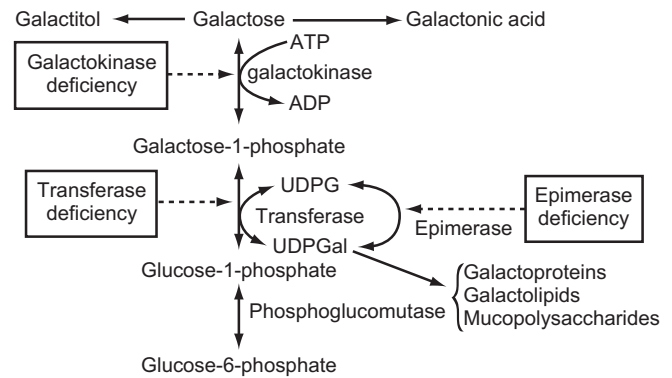 Galactitol Galactose Galactonic acid
ATP
Galactokinase
deficiency
galactokinase
ADP
Galactose-1-phosphate
Transferase
deficiency
UDPG
Transferase
UDPGal
Epimerase
Epimerase
deficiency
Glucose-1-phosphate
Galactoproteins
Galactolipids
Mucopolysaccharides
Phosphoglucomutase
Glucose-6-phosphate